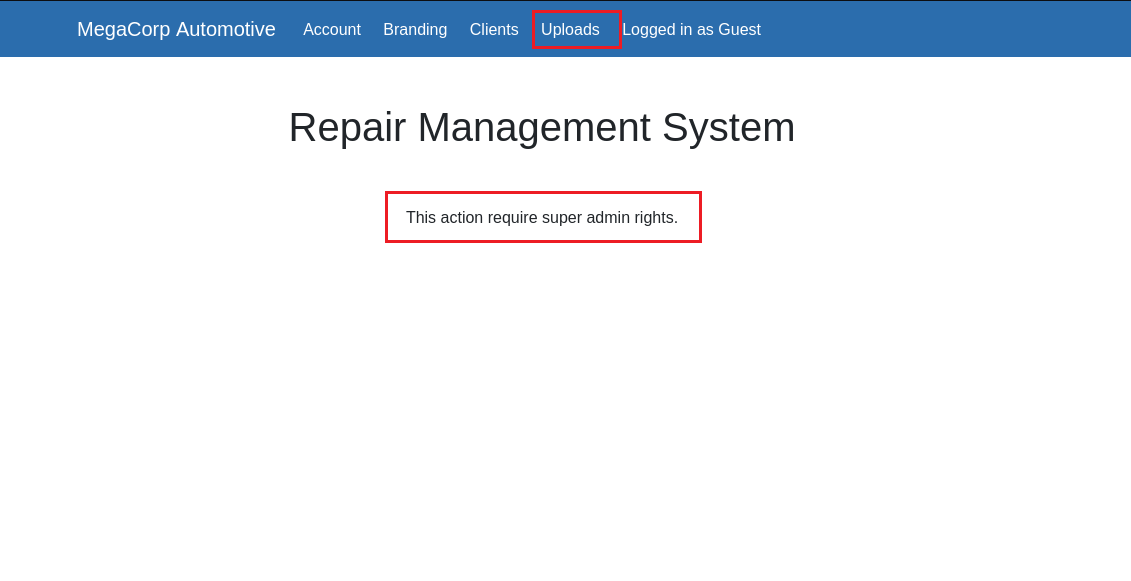 MegaCorp Automotive Account Branding Clients Uploads Logged in as Guest
Repair Management System
This action require super admin rights.